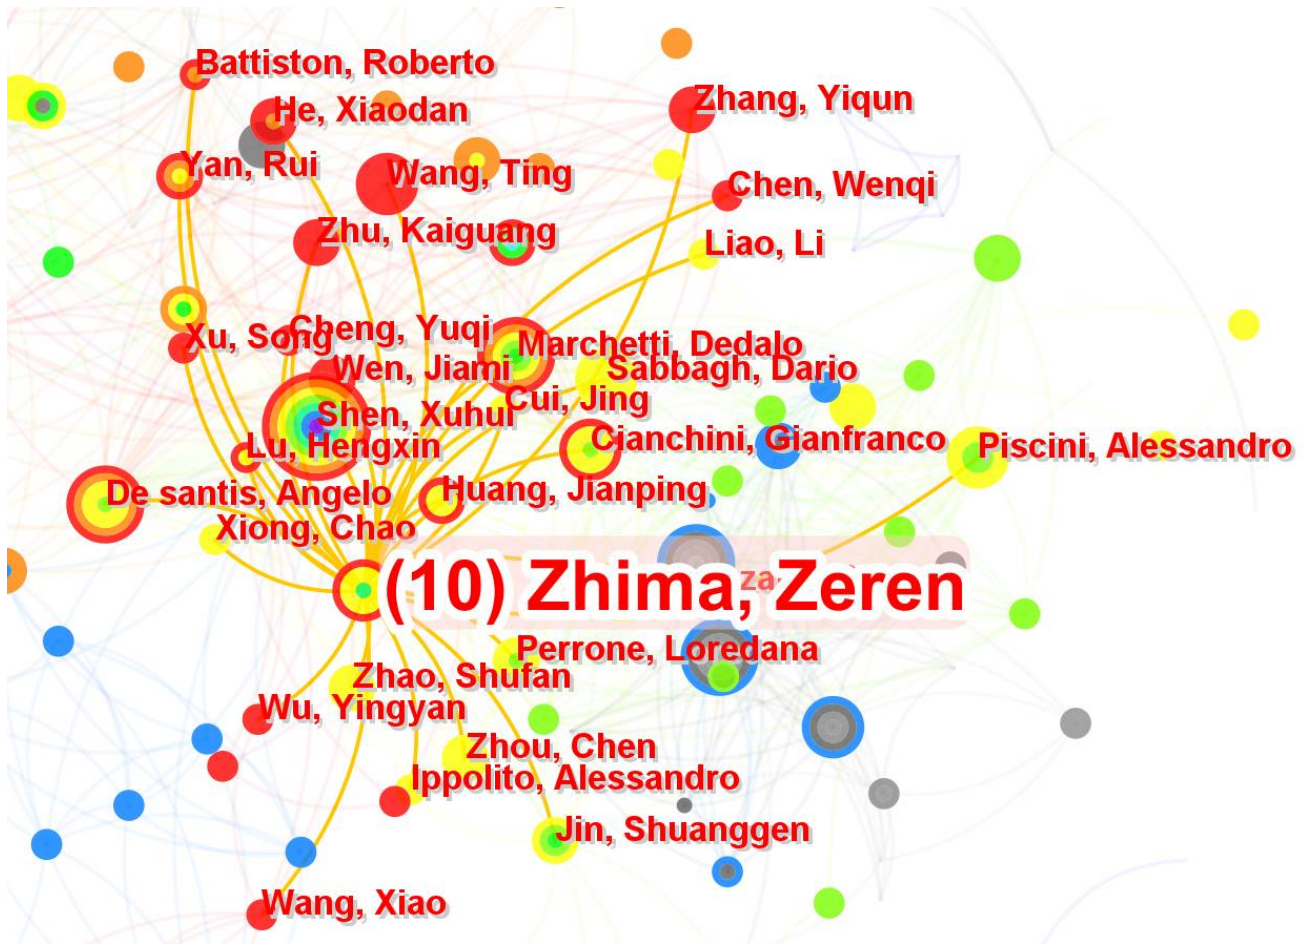 Battiston, Roberto
He, Xiaodan
Zhang, Yiqun
Yan, Rui
Wang, Ting
Chen, Wenqi
Zhu, Kaiguang
Liao, Li
Cheng, Yuqi
Xu, Song
Marchetti, Dedalo
Wen, Jiami
Sabbagh, Dario
Cui, Jing
Shen, Xuhui
Lu, Hengxin
Cianchini, Gianfranco
Piscini, Alessandro
De santis, Angelo
Huang, Jianping
Xiong, Chao
(10) Zhima, Zeren
Perrone, Loredana
Zhao, Shufan
Wu, Yingyan
Zhou, Chen
Ippolito, Alessandro
Jin, Shuanggen
Wang, Xiao